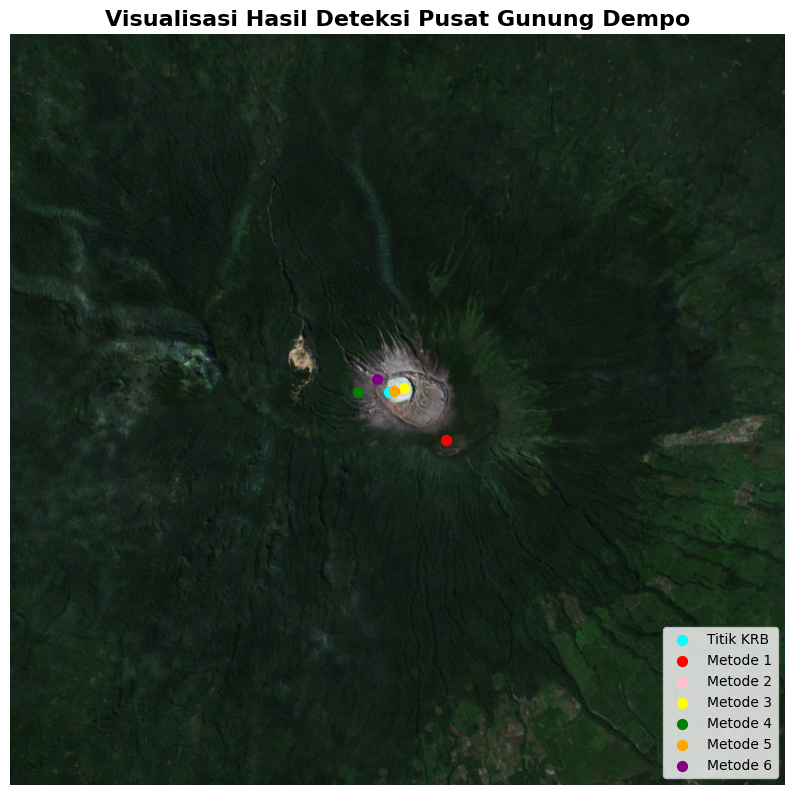 Visualisasi Hasil Deteksi Pusat Gunung Dempo
Titik KRB
Metode 1
Metode 2
Metode 3
Metode 4
Metode 5
Metode 6